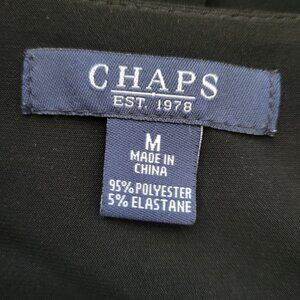 CHAPS
EST. 1978
M
MADE IN
CHINA
95% POLYESTER
5% ELASTANE